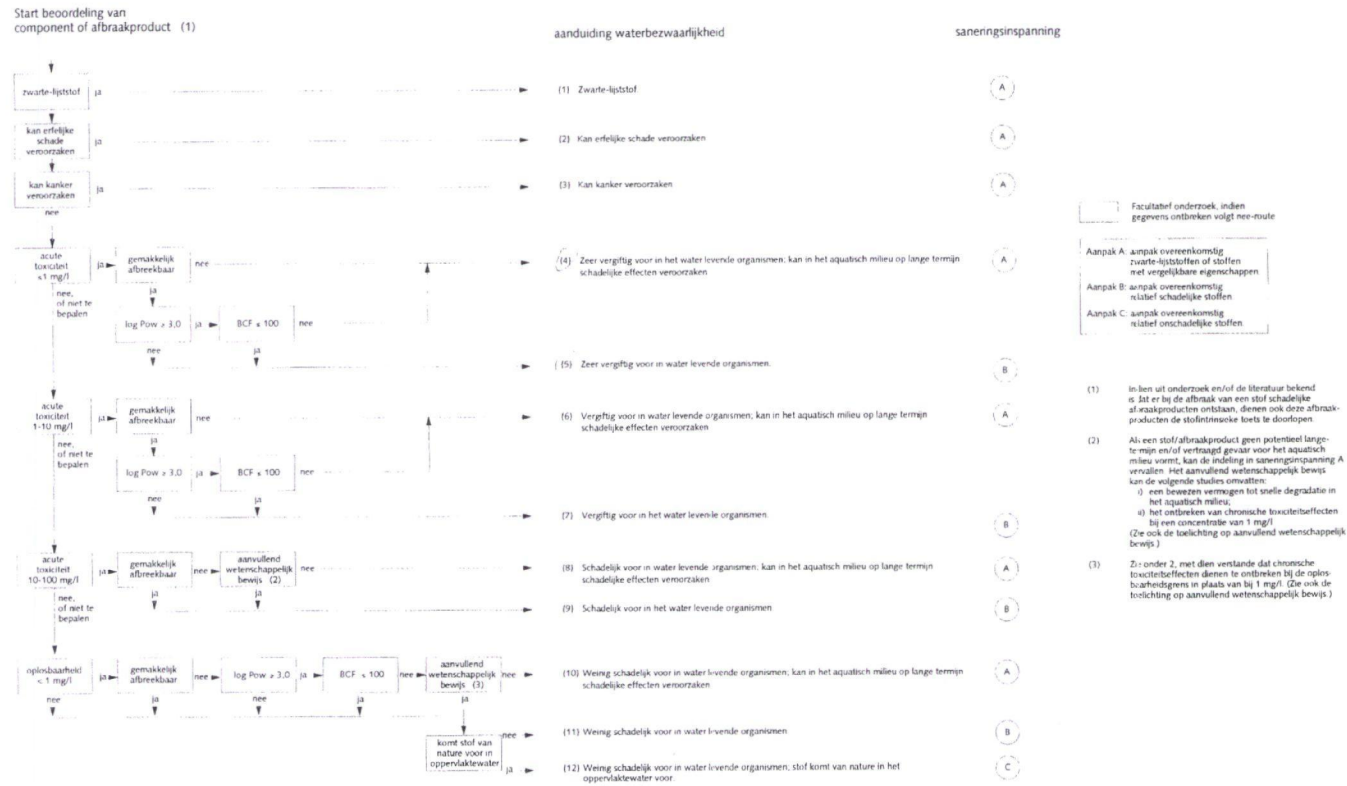 Start beoordeling van
component of afbraakproduct (1)
aanduiding waterbezwaarlijkheid
saneringsinspanning
zwarte-lijststof
ja
(1) Zwarte-lijststof
A
kan erfelijke
schade
veroorzaken
ja
(2) Kan erfelijke schade veroorzaken
A
kan kanker
veroorzaken
ja
(3) Kan kanker veroorzaken
A
nee
acute
toxiciteit
<1 mg/l
ja
gemakkelijk
afbreekbaar
nee
(4) Zeer vergiftig voor in het water levende organismen; kan in het aquatisch milieu op lange termijn
schadelijke effecten veroorzaken
A
nee,
of niet te
bepalen
ja
log Pow ≥ 3,0
ja
BCF ≤ 100
nee
nee
ja
(5) Zeer vergiftig voor in water levende organismen.
B
acute
toxiciteit
1-10 mg/l
ja
gemakkelijk
afbreekbaar
nee
(6) Vergiftig voor in water levende organismen; kan in het aquatisch milieu op lange termijn
schadelijke effecten veroorzaken
A
nee,
of niet te
bepalen
ja
log Pow ≥ 3,0
ja
BCF ≤ 100
nee
nee
ja
(7) Vergiftig voor in het water levende organismen.
B
acute
toxiciteit
10-100 mg/l
ja
gemakkelijk
afbreekbaar
nee
aanvullend
wetenschappelijk
bewijs (2)
nee
(8) Schadelijk voor in water levende organismen; kan in het aquatisch milieu op lange termijn
schadelijke effecten veroorzaken
A
nee,
of niet te
bepalen
ja
ja
(9) Schadelijk voor in het water levende organismen
B
oplosbaarheid
< 1 mg/l
ja
gemakkelijk
afbreekbaar
nee
log Pow ≥ 3,0
ja
BCF ≤ 100
nee
aanvullend
wetenschappelijk
bewijs (3)
nee
(10) Weinig schadelijk voor in water levende organismen; kan in het aquatisch milieu op lange termijn
schadelijke effecten veroorzaken
A
nee
ja
nee
ja
ja
komt stof van
nature voor in
oppervlaktewater
nee
(11) Weinig schadelijk voor in water levende organismen
B
ja
(12) Weinig schadelijk voor in water levende organismen; stof komt van nature in het
oppervlaktewater voor.
C
Facultatief onderzoek, indien
gegevens ontbreken volgt nee-route
Aanpak A: aanpak overeenkomstig
zwarte-lijststoffen of stoffen
met vergelijkbare eigenschappen
Aanpak B: aanpak overeenkomstig
relatief schadelijke stoffen
Aanpak C: aanpak overeenkomstig
relatief onschadelijke stoffen
(1) Indien uit onderzoek en/of de literatuur bekend
is dat er bij de afbraak van een stof schadelijke
afbraakproducten ontstaan, dienen ook deze afbraak-
producten de stofintrinsieke toets te doorlopen.
(2) Als een stof/afbraakproduct geen potentieel lange-
termijn en/of vertraagd gevaar voor het aquatisch
milieu vormt, kan de indeling in saneringsinspanning A
vervallen. Het aanvullend wetenschappelijk bewijs
kan de volgende studies omvatten:
i) een bewezen vermogen tot snelle degradatie in
het aquatisch milieu;
ii) het ontbreken van chronische toxiciteitseffecten
bij een concentratie van 1 mg/l
(Zie ook de toelichting op aanvullend wetenschappelijk
bewijs.)
(3) Zie onder 2, met dien verstande dat chronische
toxiciteitseffecten dienen te ontbreken bij de oplos-
baarheidsgrens in plaats van bij 1 mg/l. (Zie ook de
toelichting op aanvullend wetenschappelijk bewijs.)